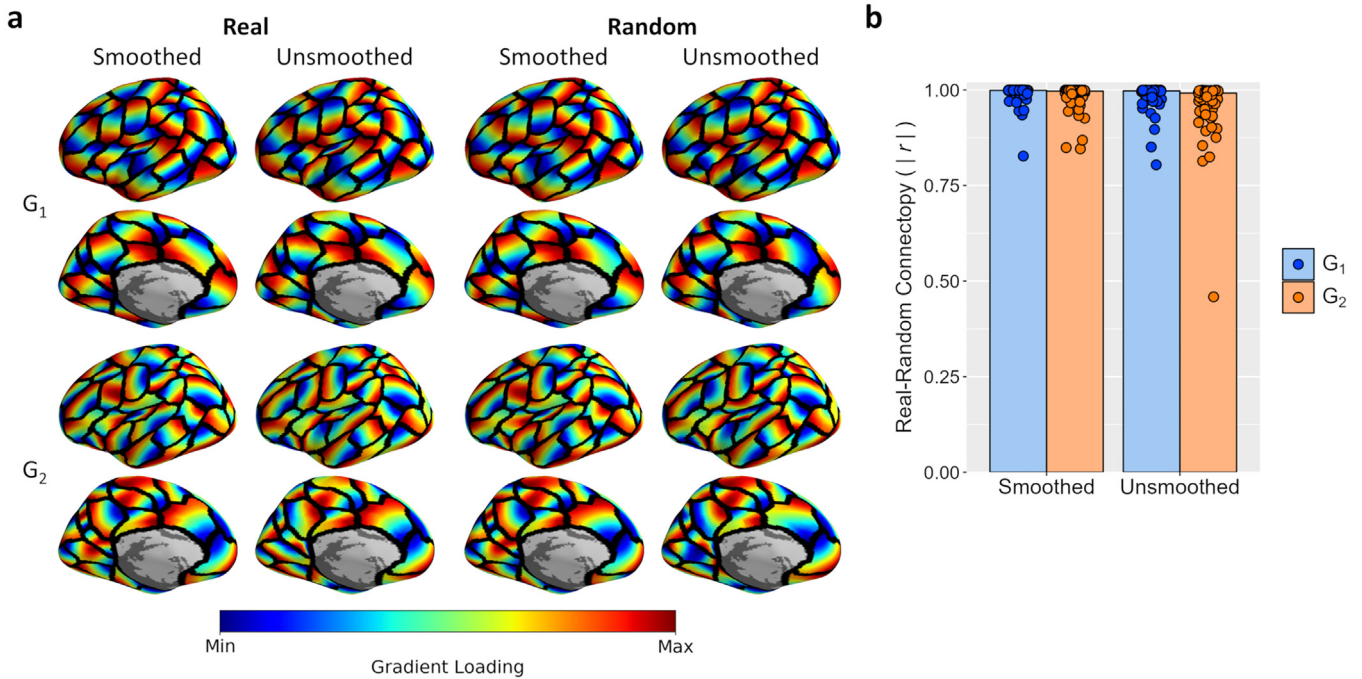 a
Real
Random
Smoothed
Unsmoothed
Smoothed
Unsmoothed
G1
G2
Min
Max
Gradient Loading
b
Real-Random Connectopy ( | r | )
1.00
0.75
0.50
0.25
0.00
Smoothed
Unsmoothed
G1
G2